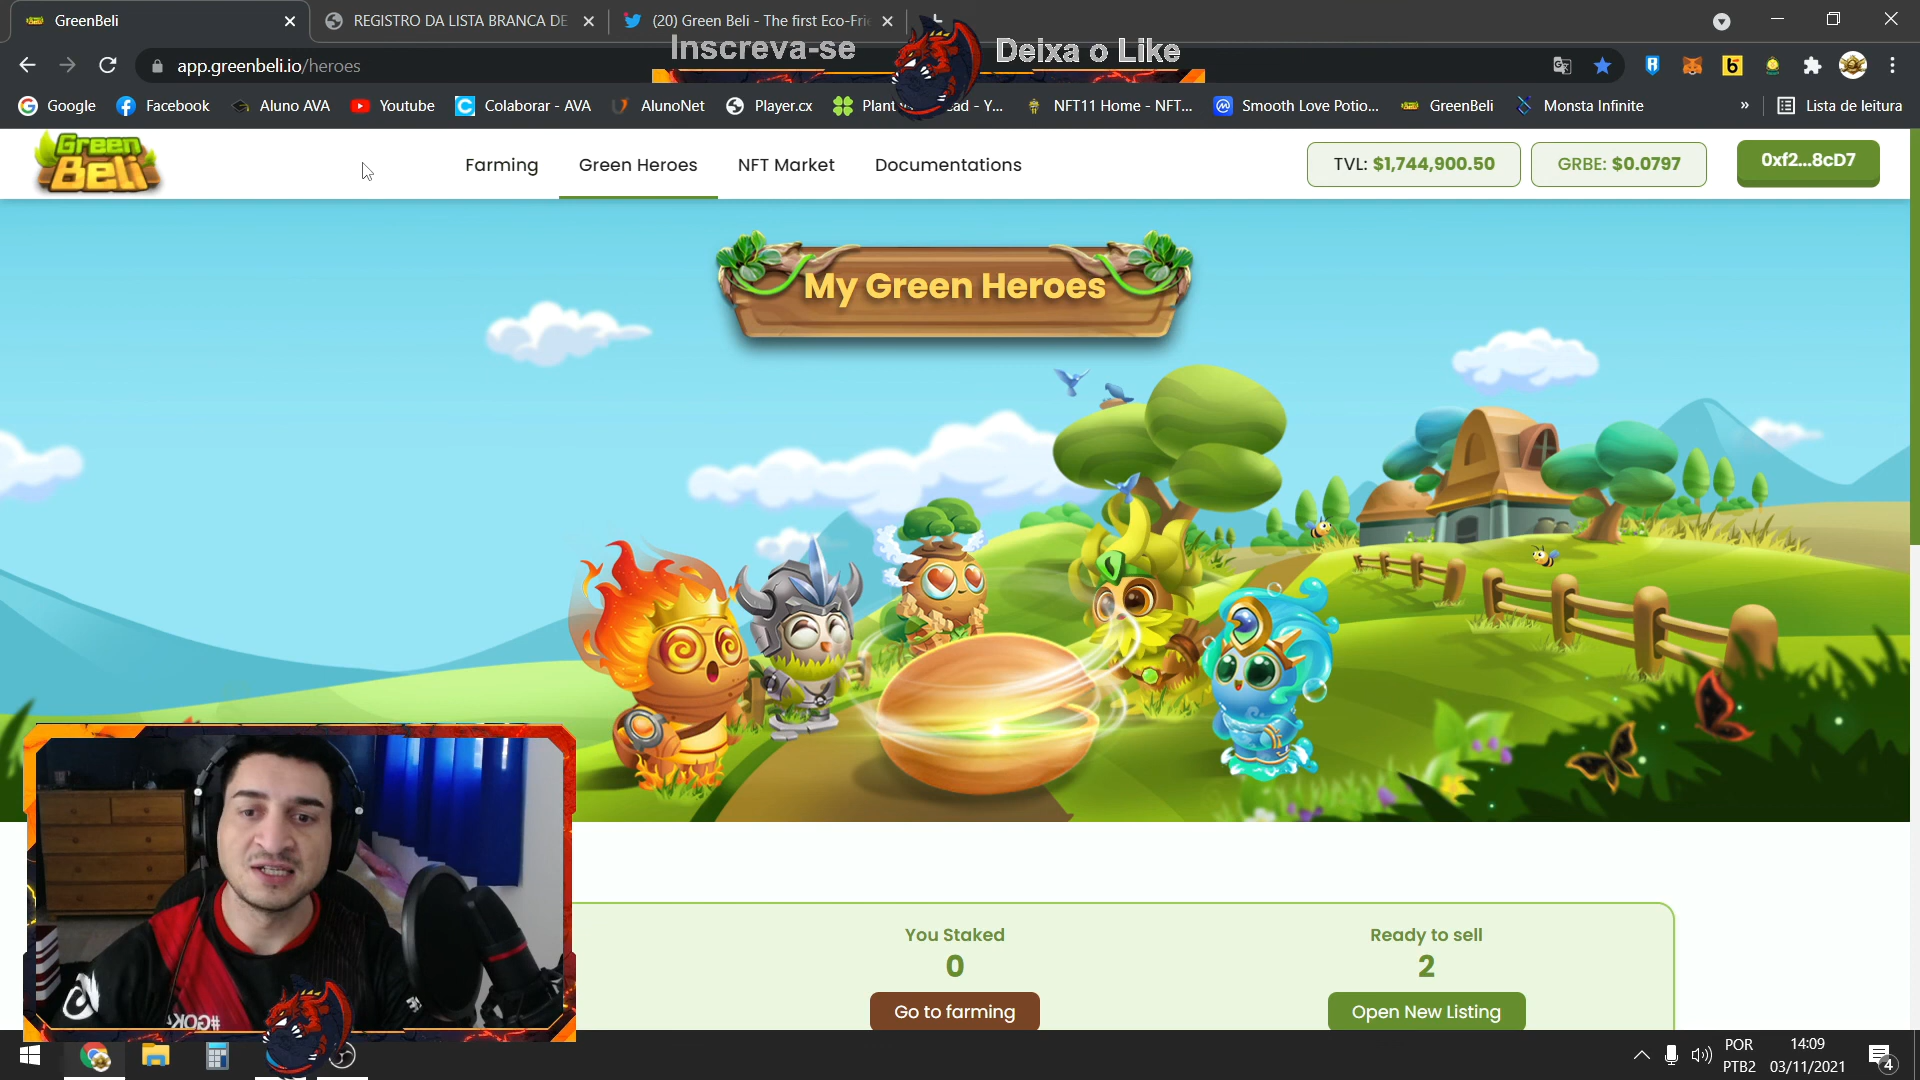 GreenBeli
REGISTRO DA LISTA BRANCA DE
(20) Green Beli - The first Eco-Frie
Inscreva-se
Deixa o Like
app.greenbeli.io/heroes
Google
Facebook
Aluno AVA
Youtube
Colaborar - AVA
AlunoNet
Player.cx
Plant
ad - Y...
NFT11 Home - NFT...
Smooth Love Potio...
GreenBeli
Monsta Infinite
»
Lista de leitura
Green
Beli
Farming
Green Heroes
NFT Market
Documentations
TVL: $1,744,900.50
GRBE: $0.0797
0xf2...8cD7
My Green Heroes
You Staked
0
Go to farming
Ready to sell
2
Open New Listing
POR
PTB2
14:09
03/11/2021
4